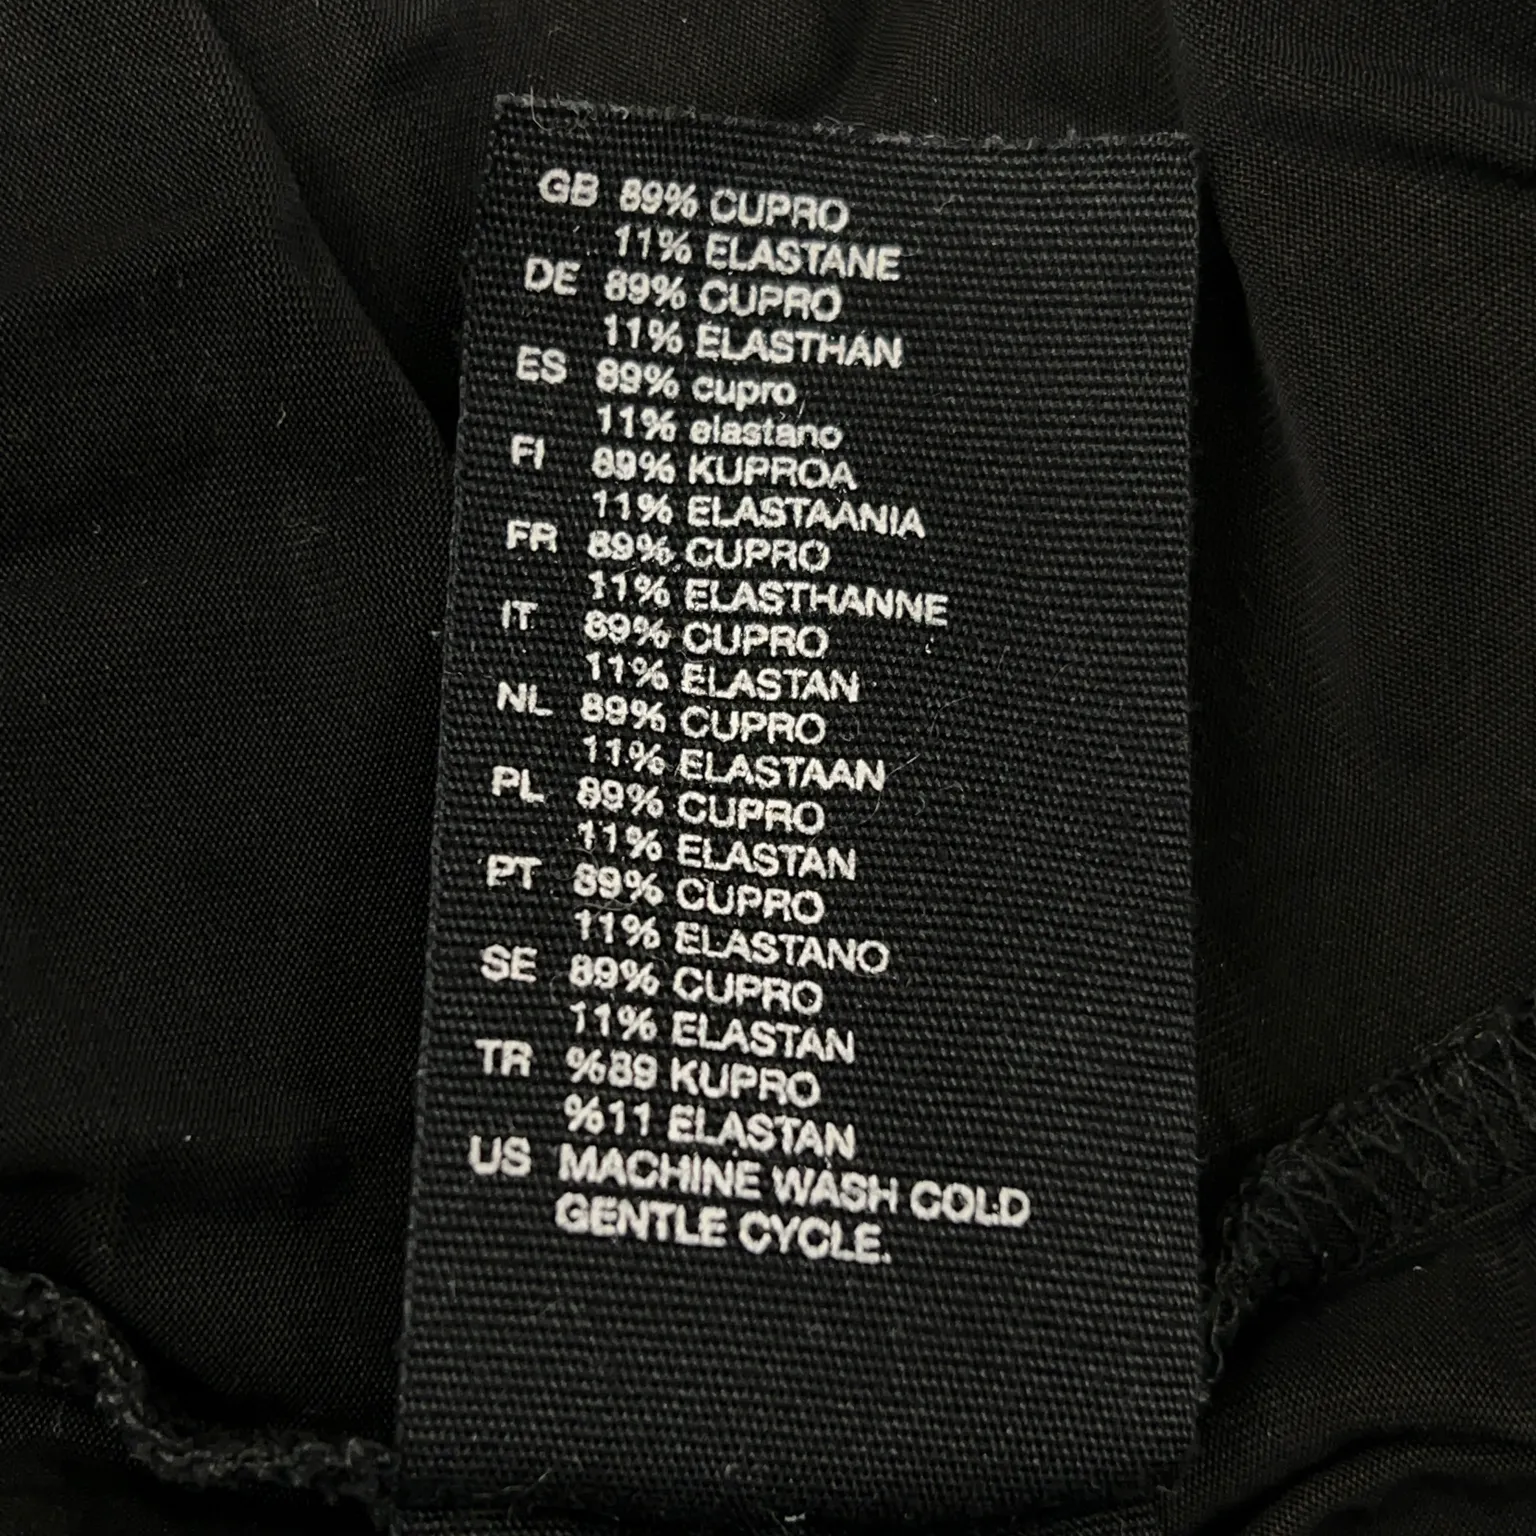 GB 89% CUPRO
11% ELASTANE
DE 89% CUPRO
11% ELASTHAN
ES 89% cupro
11% elastano
FI 89% KUPROA
11% ELASTAANIA
FR 89% CUPRO
11% ELASTHANNE
IT 89% CUPRO
11% ELASTAN
NL 89% CUPRO
11% ELASTAAN
PL 89% CUPRO
11% ELASTAN
PT 89% CUPRO
11% ELASTANO
SE 89% CUPRO
11% ELASTAN
TR %89 KUPRO
%11 ELASTAN
US MACHINE WASH COLD
GENTLE CYCLE.